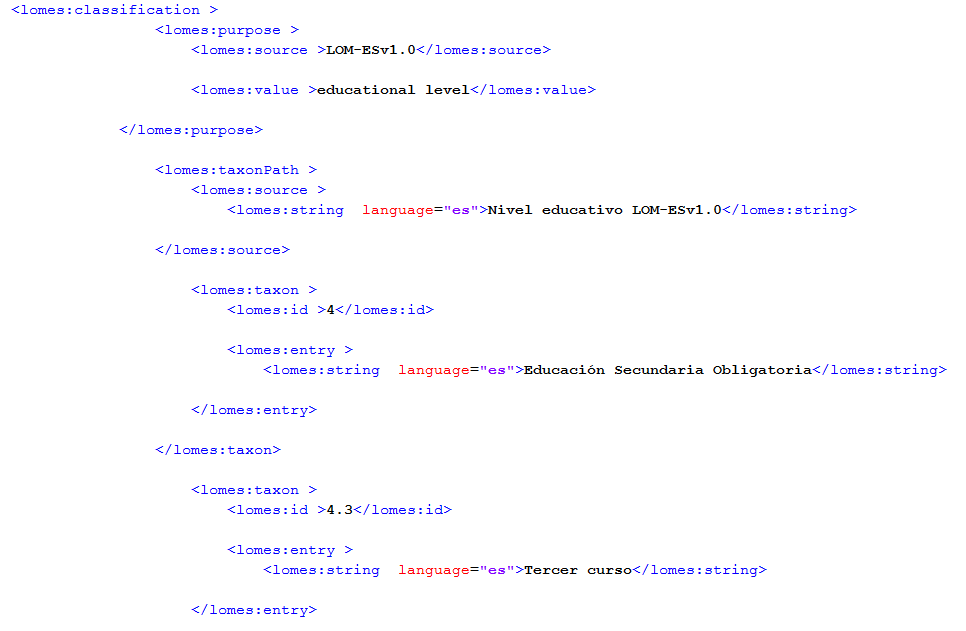 <lomes:classification >
<lomes:purpose >
<lomes:source >LOM-ESv1.0</lomes:source>
<lomes:value >educational level</lomes:value>
</lomes:purpose>
<lomes:taxonPath >
<lomes:source >
<lomes:string  language="es">Nivel educativo LOM-ESv1.0</lomes:string>
</lomes:source>
<lomes:taxon >
<lomes:id >4</lomes:id>
<lomes:entry >
<lomes:string  language="es">Educación Secundaria Obligatoria</lomes:string>
</lomes:entry>
</lomes:taxon>
<lomes:taxon >
<lomes:id >4.3</lomes:id>
<lomes:entry >
<lomes:string  language="es">Tercer curso</lomes:string>
</lomes:entry>